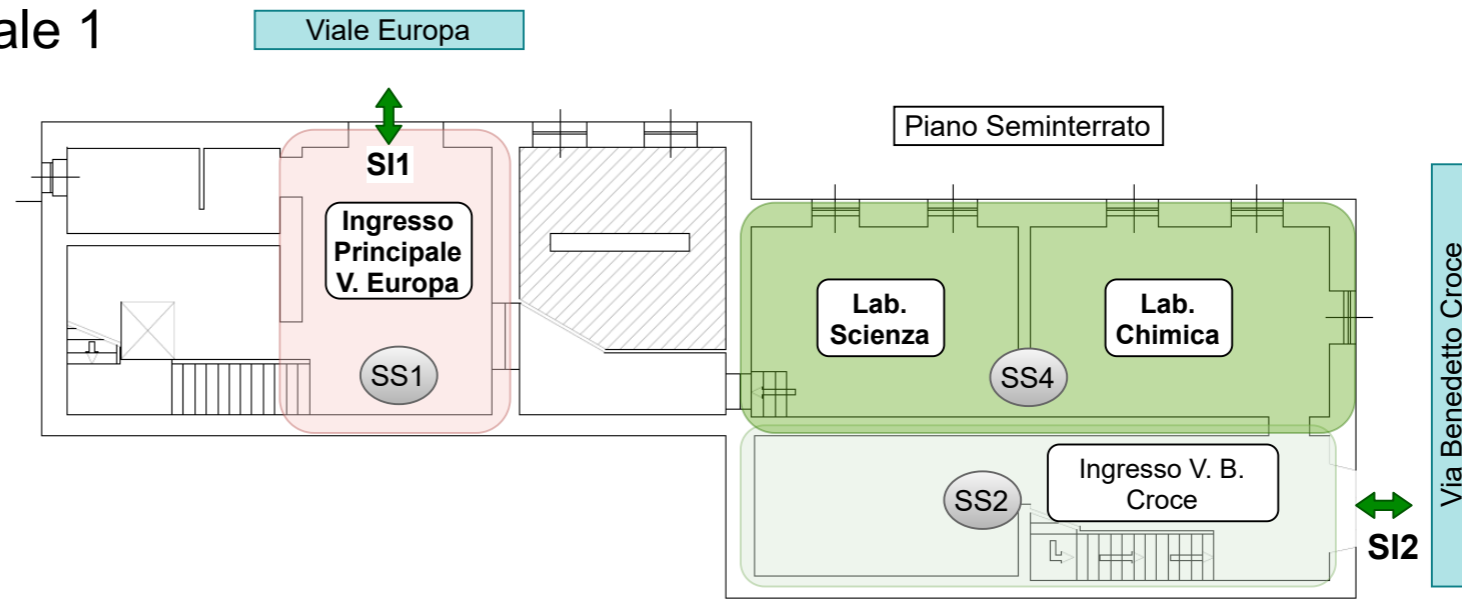 ale 1
Viale Europa
Piano Seminterrato
SI1
Ingresso
Principale
V. Europa
Lab.
Scienza
Lab.
Chimica
SS1
SS4
Ingresso V. B.
Croce
SS2
SI2
Via Benedetto Croce